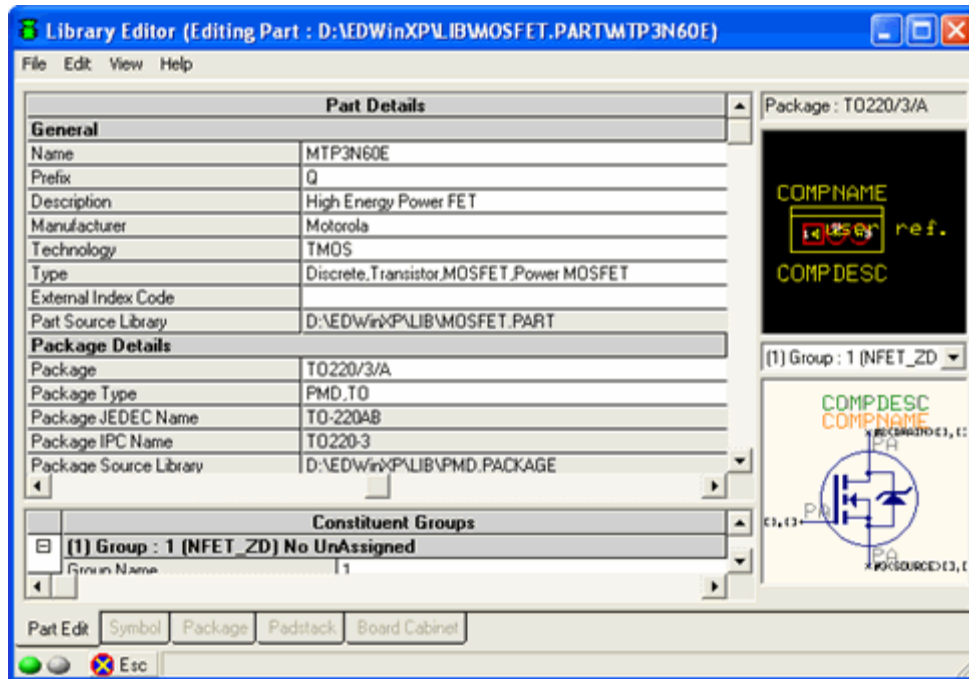 Library Editor (Editing Part : D:\EDWinXP\LIB\MOSFET.PART\MTP3N60E)
File Edit View Help
Part Details
General
Name MTP3N60E
Prefix Q
Description High Energy Power FET
Manufacturer Motorola
Technology TMOS
Type Discrete,Transistor,MOSFET,Power MOSFET
External Index Code
Part Source Library D:\EDWinXP\LIB\MOSFET.PART
Package Details
Package TO220/3/A
Package Type PMD,TO
Package JEDEC Name TO-220AB
Package IPC Name TO220-3
Package Source Library D:\EDWinXP\LIB\PMD.PACKAGE
Constituent Groups
(1) Group : 1 (NFET_ZD) No UnAssigned
Group Name 1
Package : TO220/3/A
COMPNAME
user ref.
COMPDESC
(1) Group : 1 (NFET_ZD
COMPDESC
COMPNAME
PA
PA
PA
Part Edit Symbol Package Padstack Board Cabinet
Esc